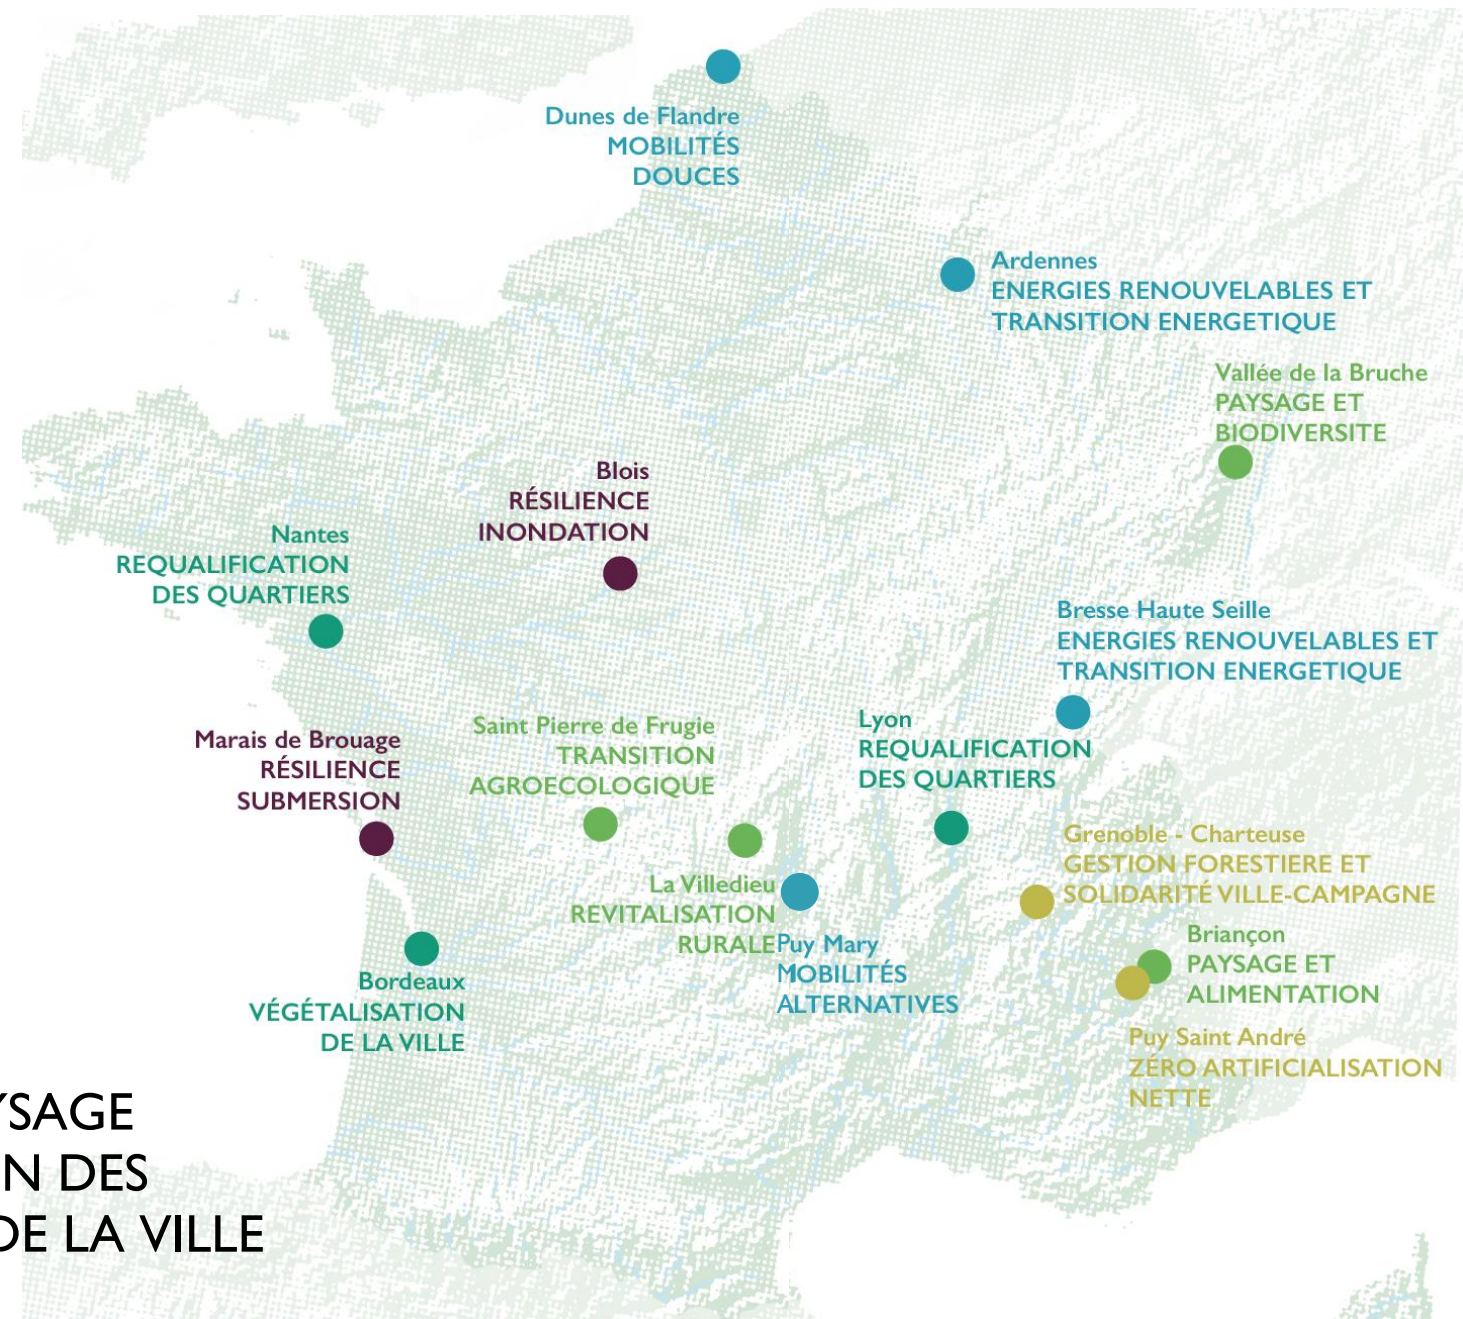 Dunes de Flandre
MOBILITÉS
DOUCES
Ardennes
ENERGIES RENOUVELABLES ET
TRANSITION ENERGETIQUE
Vallée de la Bruche
PAYSAGE ET
BIODIVERSITE
Blois
RÉSILIENCE
INONDATION
Nantes
REQUALIFICATION
DES QUARTIERS
Bresse Haute Seille
ENERGIES RENOUVELABLES ET
TRANSITION ENERGETIQUE
Marais de Brouage
RÉSILIENCE
SUBMERSION
Saint Pierre de Frugie
TRANSITION
AGROECOLOGIQUE
Lyon
REQUALIFICATION
DES QUARTIERS
Grenoble - Charteuse
GESTION FORESTIERE ET
SOLIDARITÉ VILLE-CAMPAGNE
La Villedieu
REVITALISATION
RURALE
Puy Mary
MOBILITÉS
ALTERNATIVES
Briançon
PAYSAGE ET
ALIMENTATION
Bordeaux
VÉGÉTALISATION
DE LA VILLE
Puy Saint André
ZÉRO ARTIFICIALISATION
NETTE
YSAGE
N DES
DE LA VILLE